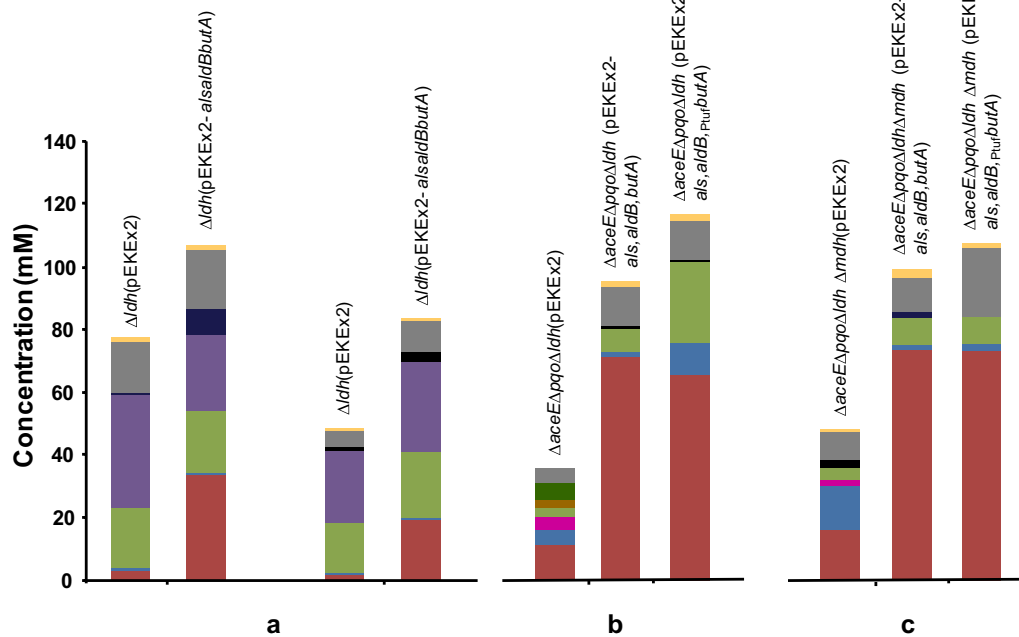 Concentration (mM)
140
120
100
80
60
40
20
0
Δldh(pEKEx2)
Δldh(pEKEx2- alsaldBbutA)
Δldh(pEKEx2)
Δldh(pEKEx2- alsaldBbutA)
ΔaceEΔpqoΔldh(pEKEx2)
ΔaceEΔpqoΔldh (pEKEx2-
als,aldB,butA)
ΔaceEΔpqoΔldh (pEKEx2-
als,aldB,PtufbutA)
ΔaceEΔpqoΔldh Δmdh(pEKEx2)
ΔaceEΔpqoΔldhΔmdh (pEKEx2-
als,aldB,butA)
ΔaceEΔpqoΔldh Δmdh (pEK
als,aldB,PtufbutA)
a
b
c